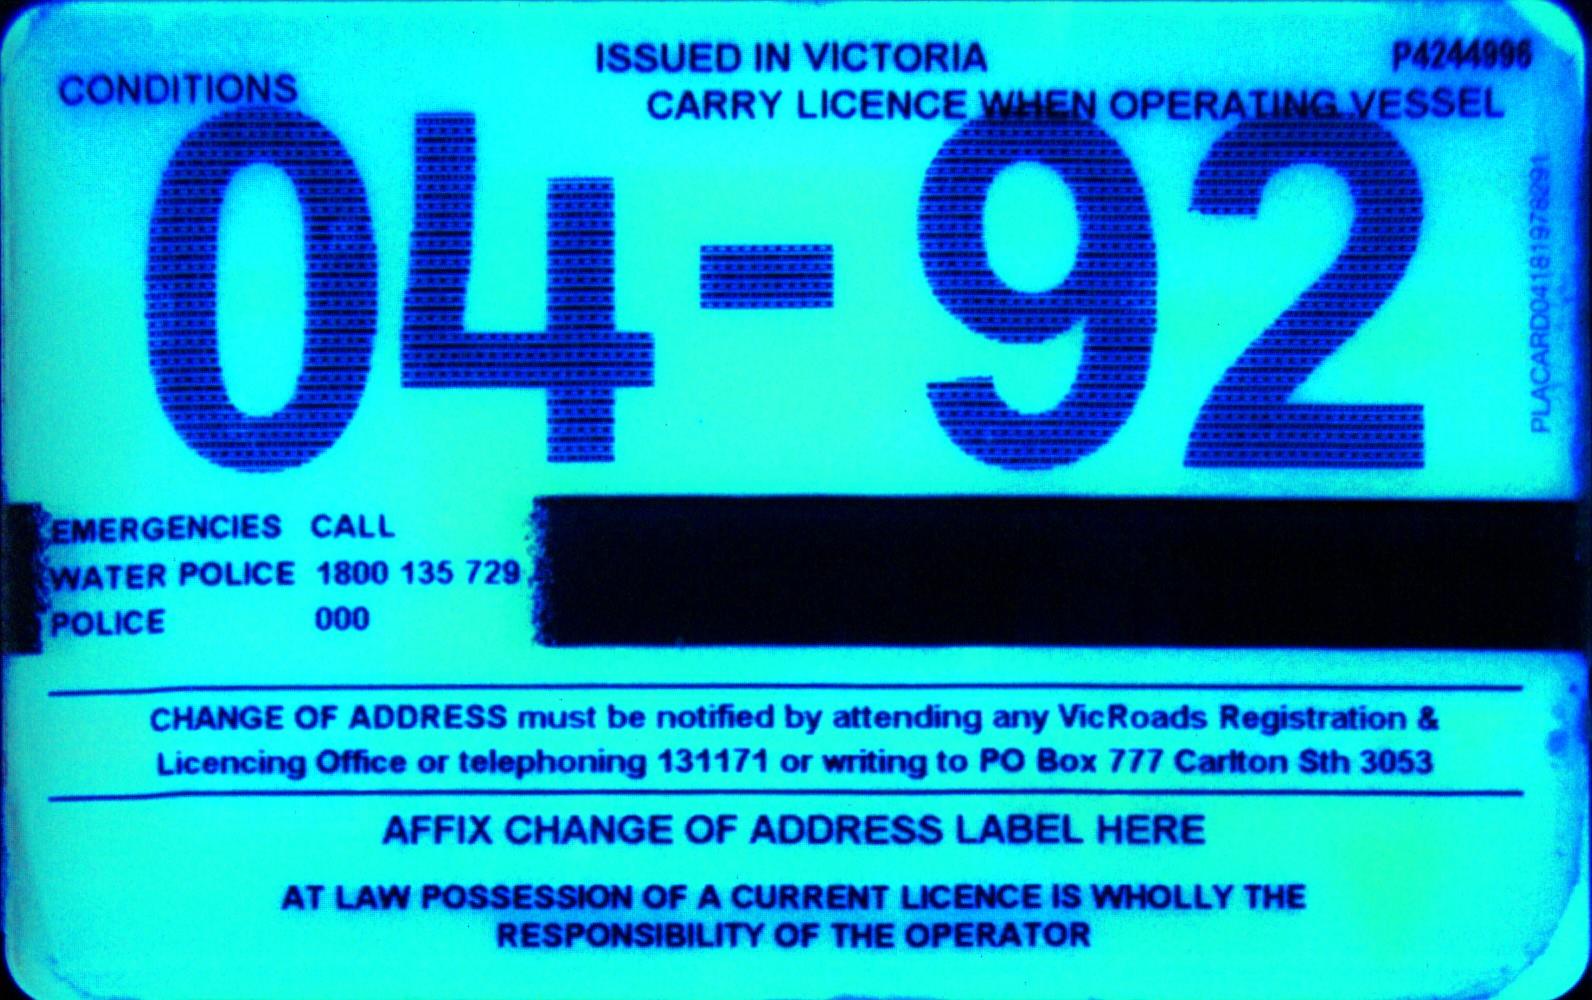 ISSUED IN VICTORIA
P4244996
CONDITIONS
CARRY LICENCE WHEN OPERATING VESSEL
04-92
PLACARD04181978291
EMERGENCIES CALL
WATER POLICE 1800 135 729
POLICE 000
CHANGE OF ADDRESS must be notified by attending any VicRoads Registration &
Licencing Office or telephoning 131171 or writing to PO Box 777 Carlton Sth 3053
AFFIX CHANGE OF ADDRESS LABEL HERE
AT LAW POSSESSION OF A CURRENT LICENCE IS WHOLLY THE
RESPONSIBILITY OF THE OPERATOR